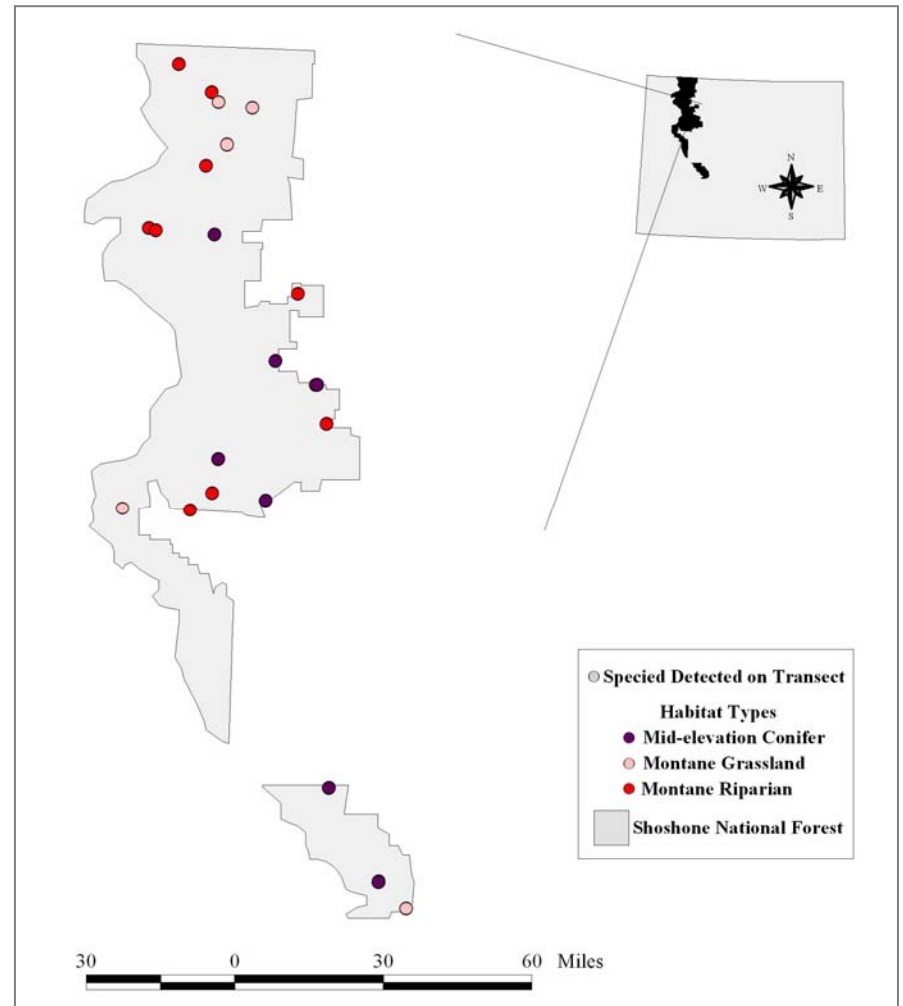 N
W E
S
Specied Detected on Transect
Habitat Types
Mid-elevation Conifer
Montane Grassland
Montane Riparian
Shoshone National Forest
30 0 30 60 Miles